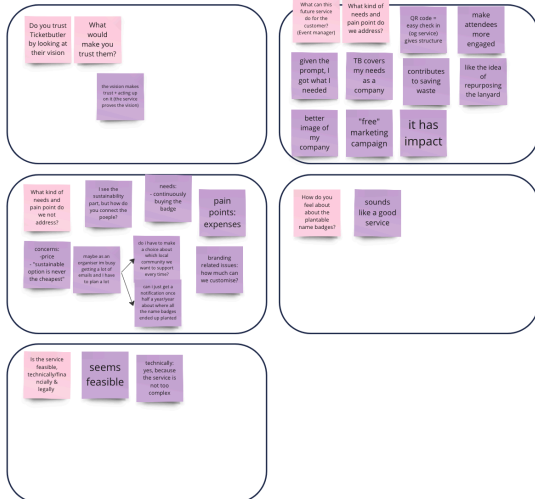 Do you trust
Ticketbutler
by looking at
their vision
What
would
make you
trust them?
the vision makes
trust + acting up
on it (the service
proves the vision)
What can this
future service
do for the
customer?
(Event manager)
What kind of
needs and
pain point do
we address?
QR code =
easy check in
(og service)
gives structure
make
attendees
more
engaged
given the
prompt, I
got what I
needed
TB covers
my needs
as a
company
contributes
to saving
waste
like the idea
of
repurposing
the lanyard
better
image of
my
company
"free"
marketing
campaign
it has
impact
What kind of
needs and
pain point do
we not
address?
I see the
sustainability
part, but how do
you connect the
people?
needs:
- continuously
buying the
badge
pain
points:
expenses
concerns:
-price
- "sustainable
option is never
the cheapest"
maybe as an
organiser im busy
getting a lot of
emails and i have
to plan a lot
do i have to make
a choice about
which local
community we
want to support
every time?
can i just get a
notification once
half a year/year
about where all
the name badges
ended up planted
branding
related issues:
how much can
we customise?
How do you
feel about
about the
plantable
name badges?
sounds
like a good
service
Is the service
feasible,
technically/fina
ncially &
legally
seems
feasible
technically:
yes, because
the service is
not too
complex